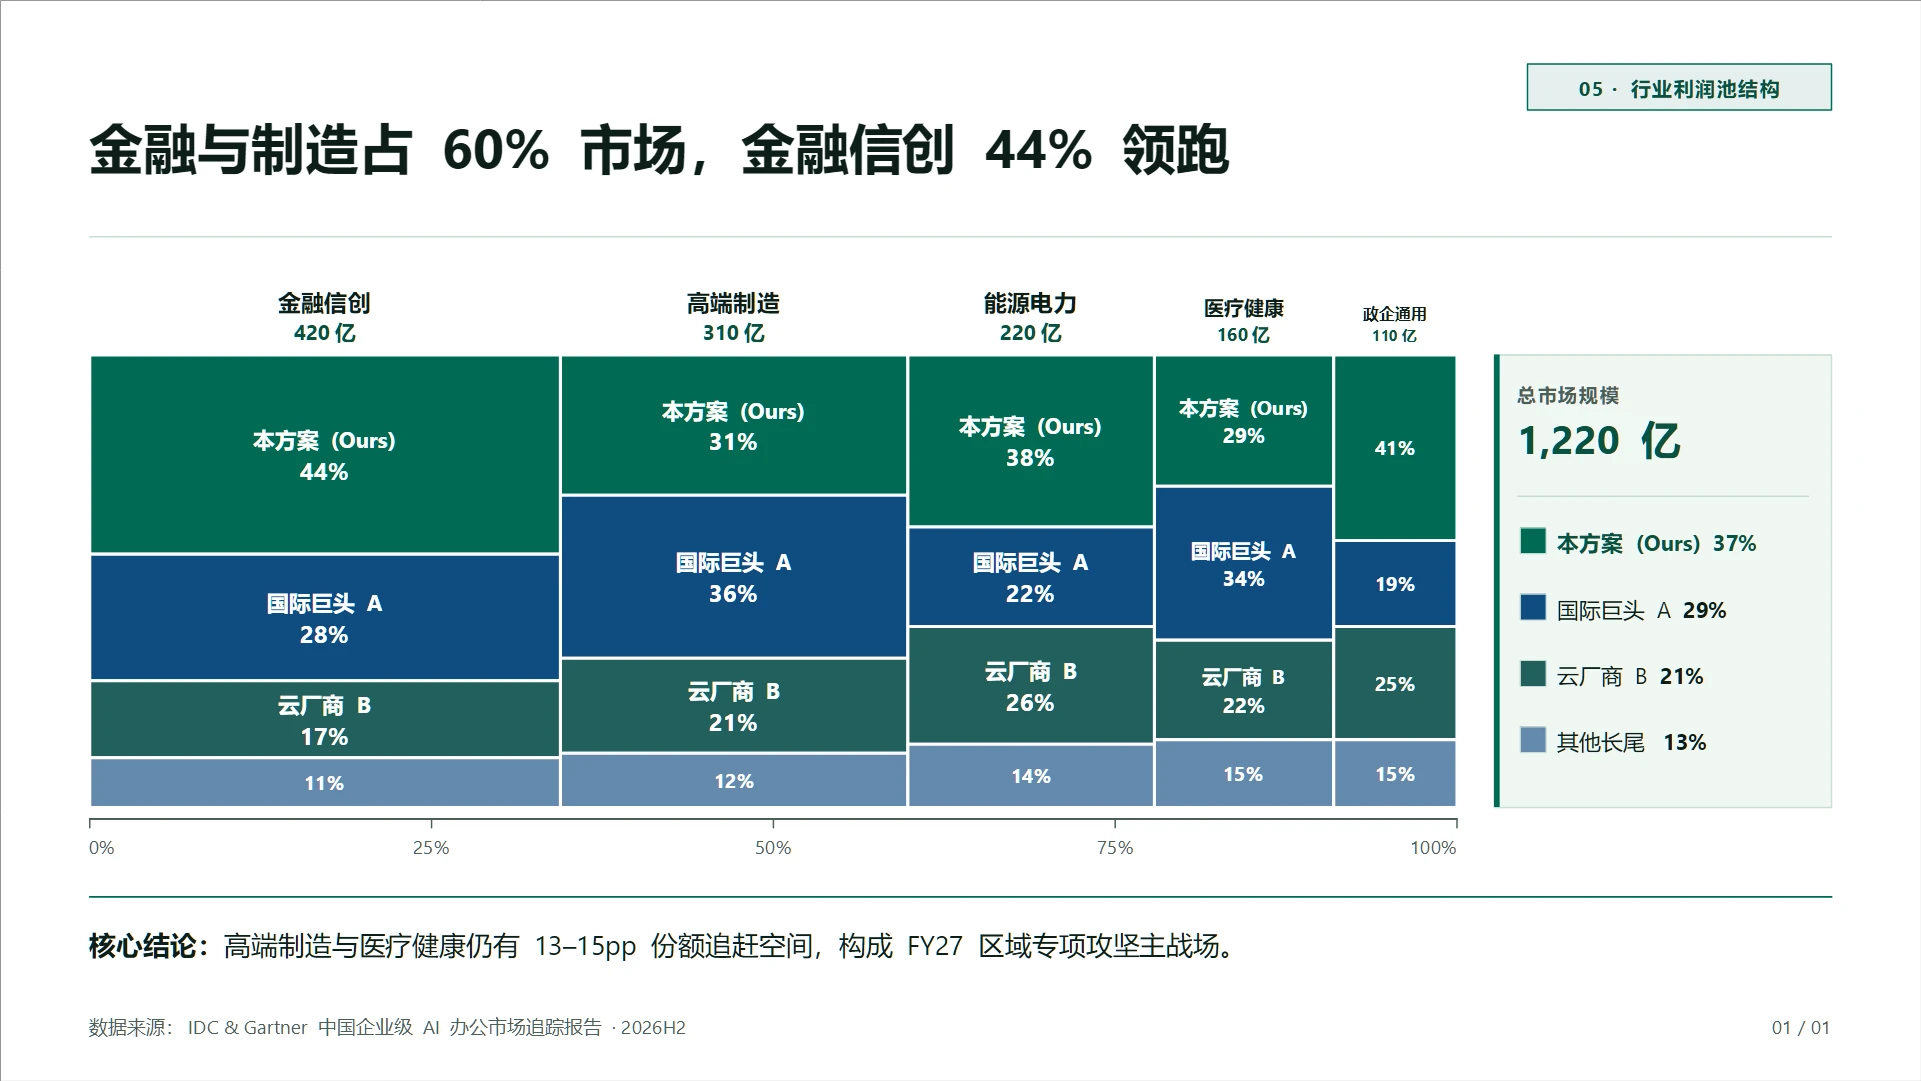 05 · 行业利润池结构
金融与制造占 60% 市场，金融信创 44% 领跑
金融信创
420 亿
高端制造
310 亿
能源电力
220 亿
医疗健康
160 亿
政企通用
110 亿
本方案 (Ours)
44%
国际巨头 A
28%
云厂商 B
17%
11%
本方案 (Ours)
31%
国际巨头 A
36%
云厂商 B
21%
12%
本方案 (Ours)
38%
国际巨头 A
22%
云厂商 B
26%
14%
本方案 (Ours)
29%
国际巨头 A
34%
云厂商 B
22%
15%
41%
19%
25%
15%
0%
25%
50%
75%
100%
总市场规模
1,220 亿
本方案 (Ours) 37%
国际巨头 A 29%
云厂商 B 21%
其他长尾 13%
核心结论：高端制造与医疗健康仍有 13–15pp 份额追赶空间，构成 FY27 区域专项攻坚主战场。
数据来源： IDC & Gartner 中国企业级 AI 办公市场追踪报告 · 2026H2
01 / 01